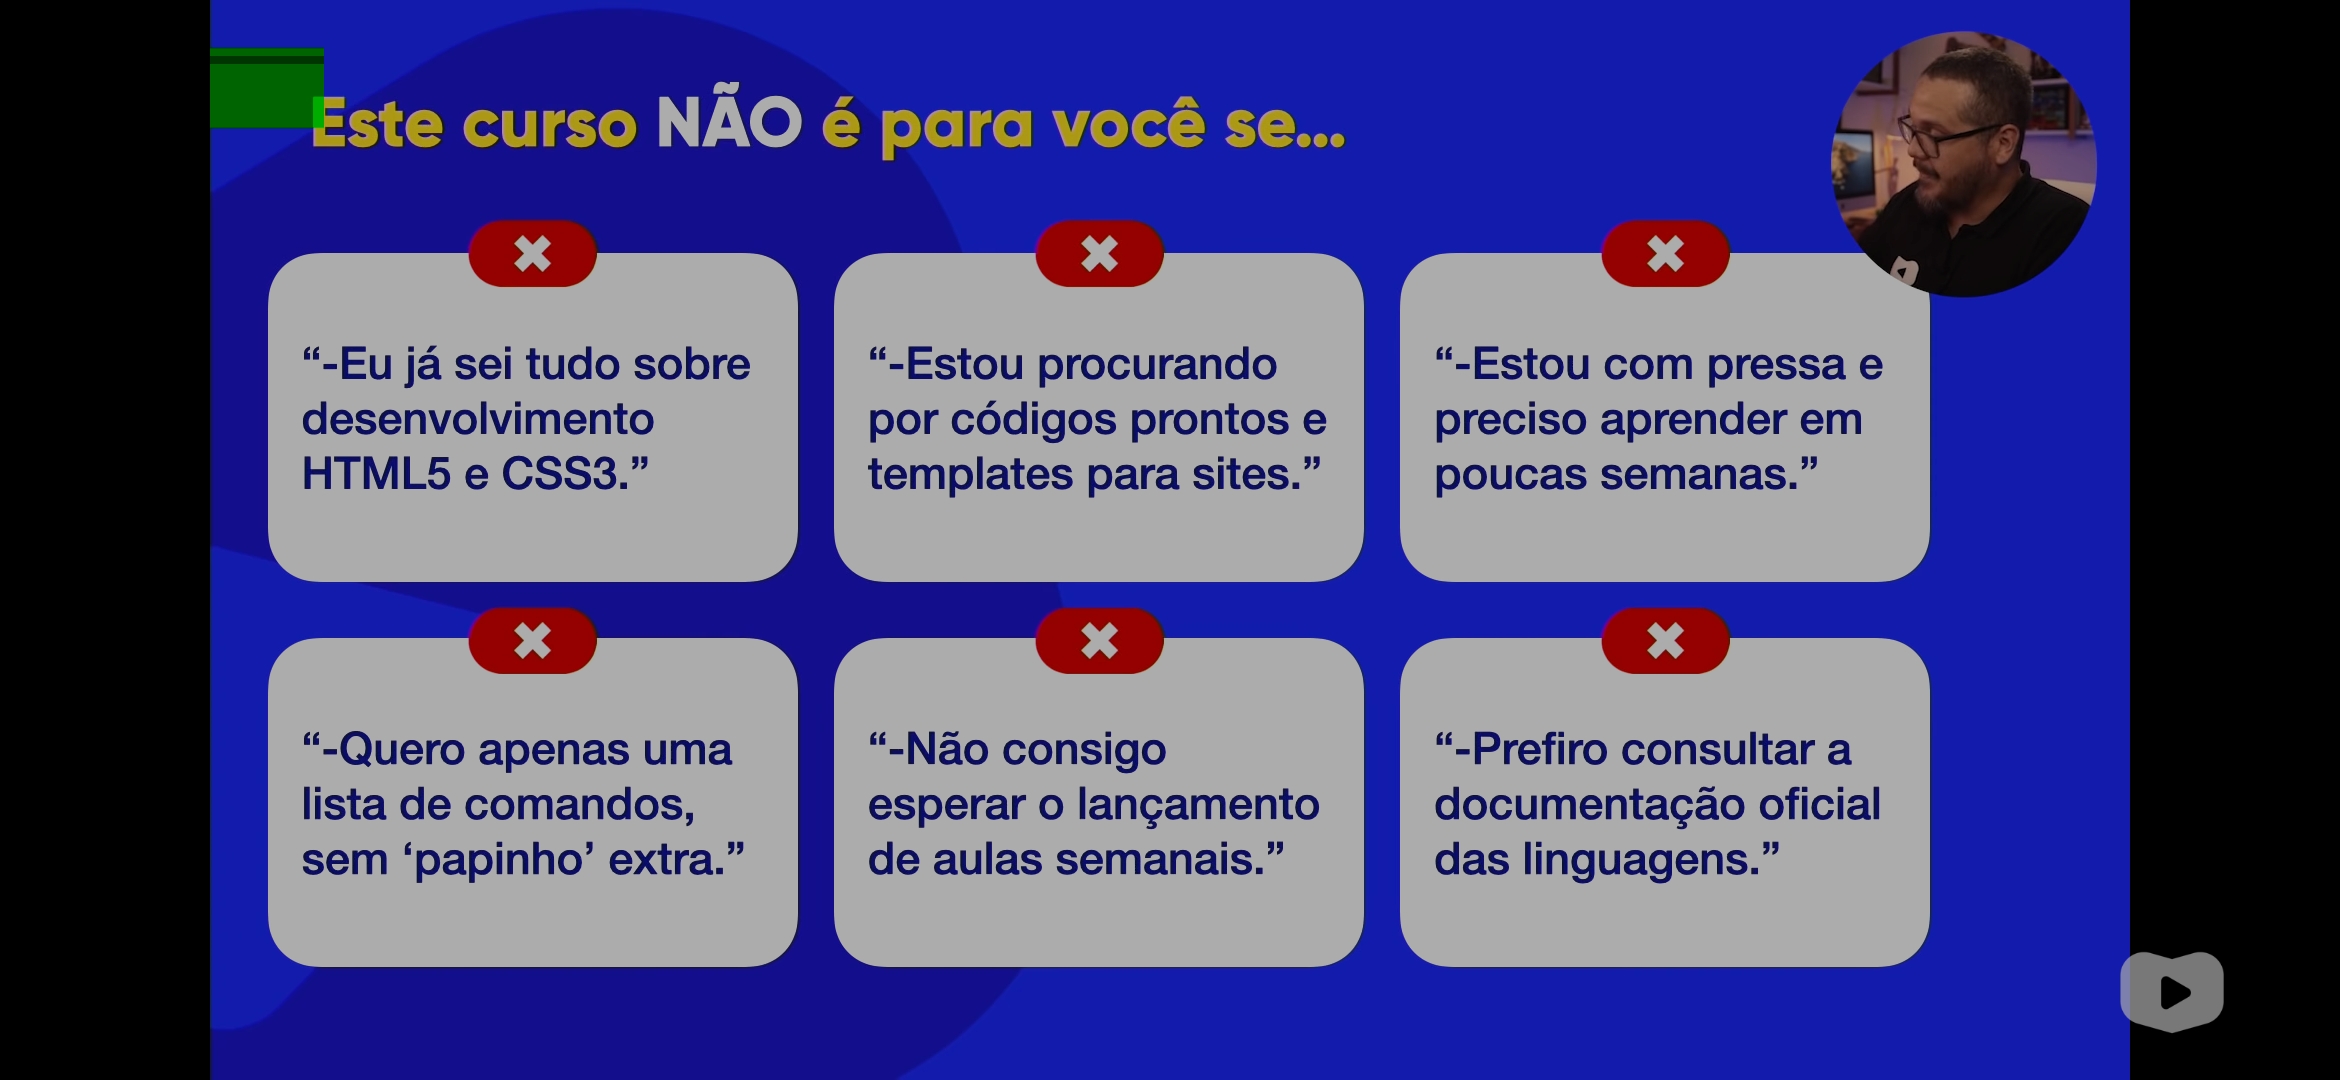 Este curso NÃO é para você se...
“-Eu já sei tudo sobre
desenvolvimento
HTML5 e CSS3.”
“-Estou procurando
por códigos prontos e
templates para sites.”
“-Estou com pressa e
preciso aprender em
poucas semanas.”
“-Quero apenas uma
lista de comandos,
sem ‘papinho’ extra.”
“-Não consigo
esperar o lançamento
de aulas semanais.”
“-Prefiro consultar a
documentação oficial
das linguagens.”